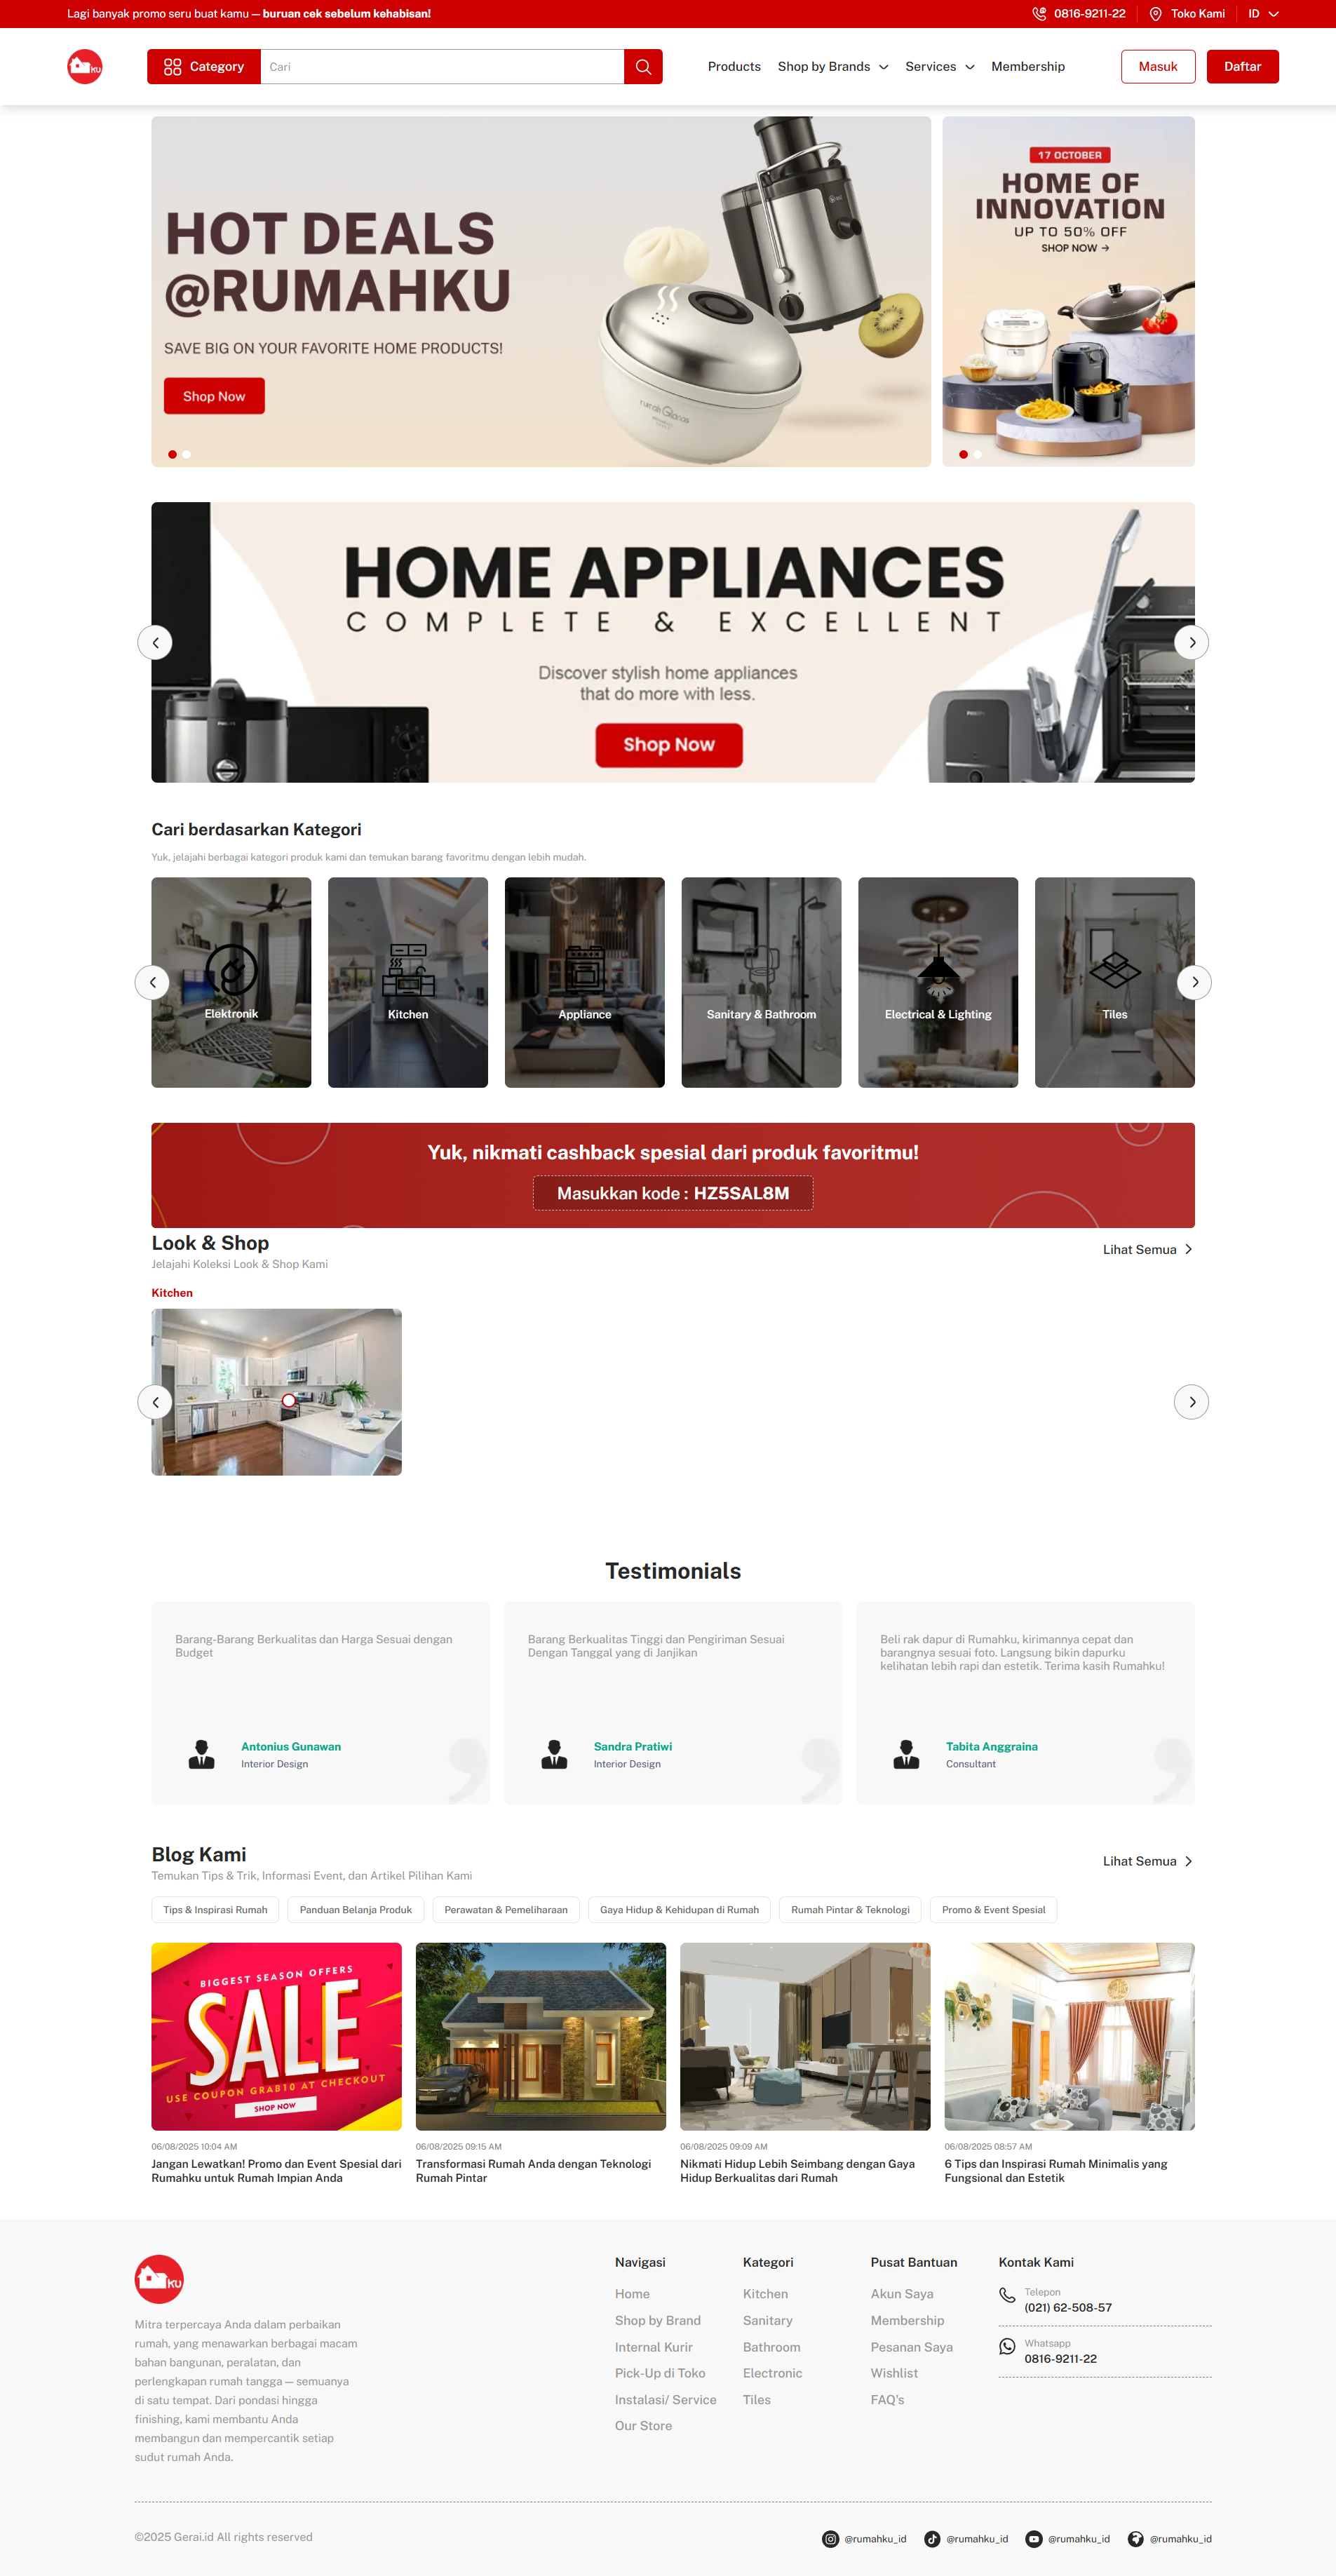 Lagi banyak promo seru buat kamu — buruan cek sebelum kehabisan!
0816-9211-22
Toko Kami
ID
KU
Category
Cari
Products
Shop by Brands
Services
Membership
Masuk
Daftar
HOT DEALS
@RUMAHKU
SAVE BIG ON YOUR FAVORITE HOME PRODUCTS!
Shop Now
17 OCTOBER
HOME OF
INNOVATION
UP TO 50% OFF
SHOP NOW →
HOME APPLIANCES
COMPLETE & EXCELLENT
Discover stylish home appliances
that do more with less.
Shop Now
PHILIPS
Cari berdasarkan Kategori
Yuk, jelajahi berbagai kategori produk kami dan temukan barang favoritmu dengan lebih mudah.
Elektronik
Kitchen
Appliance
Sanitary & Bathroom
Electrical & Lighting
Tiles
Yuk, nikmati cashback spesial dari produk favoritmu!
Masukkan kode : HZ5SAL8M
Look & Shop
Lihat Semua
Jelajahi Koleksi Look & Shop Kami
Kitchen
Testimonials
Barang-Barang Berkualitas dan Harga Sesuai dengan
Budget
Antonius Gunawan
Interior Design
Barang Berkualitas Tinggi dan Pengiriman Sesuai
Dengan Tanggal yang di Janjikan
Sandra Pratiwi
Interior Design
Beli rak dapur di Rumahku, kirimannya cepat dan
barangnya sesuai foto. Langsung bikin dapurku
kelihatan lebih rapi dan estetik. Terima kasih Rumahku!
Tabita Anggraina
Consultant
Blog Kami
Lihat Semua
Temukan Tips & Trik, Informasi Event, dan Artikel Pilihan Kami
Tips & Inspirasi Rumah
Panduan Belanja Produk
Perawatan & Pemeliharaan
Gaya Hidup & Kehidupan di Rumah
Rumah Pintar & Teknologi
Promo & Event Spesial
BIGGEST SEASON OFFERS
SALE
USE COUPON GRAB10 AT CHECKOUT
SHOP NOW
06/08/2025 10:04 AM
Jangan Lewatkan! Promo dan Event Spesial dari
Rumahku untuk Rumah Impian Anda
06/08/2025 09:15 AM
Transformasi Rumah Anda dengan Teknologi
Rumah Pintar
06/08/2025 09:09 AM
Nikmati Hidup Lebih Seimbang dengan Gaya
Hidup Berkualitas dari Rumah
06/08/2025 08:57 AM
6 Tips dan Inspirasi Rumah Minimalis yang
Fungsional dan Estetik
KU
Mitra terpercaya Anda dalam perbaikan
rumah, yang menawarkan berbagai macam
bahan bangunan, peralatan, dan
perlengkapan rumah tangga — semuanya
di satu tempat. Dari pondasi hingga
finishing, kami membantu Anda
membangun dan mempercantik setiap
sudut rumah Anda.
Navigasi
Home
Shop by Brand
Internal Kurir
Pick-Up di Toko
Instalasi/ Service
Our Store
Kategori
Kitchen
Sanitary
Bathroom
Electronic
Tiles
Pusat Bantuan
Akun Saya
Membership
Pesanan Saya
Wishlist
FAQ's
Kontak Kami
Telepon
(021) 62-508-57
Whatsapp
0816-9211-22
©2025 Gerai.id All rights reserved
@rumahku_id
@rumahku_id
@rumahku_id
@rumahku_id